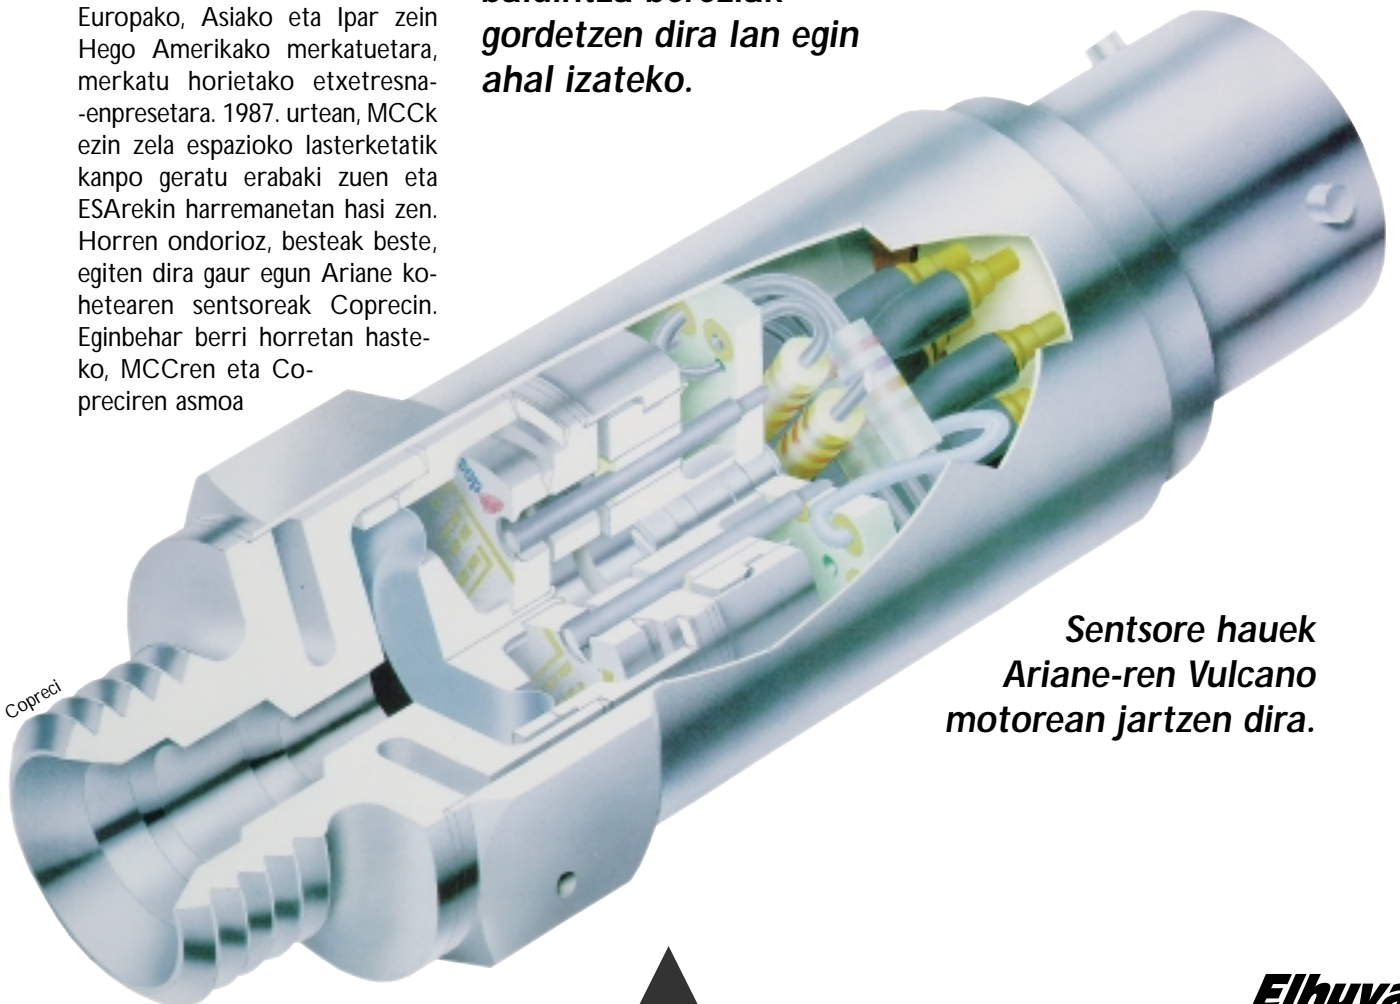 Europako, Asiako eta Ipar zein
Hego Amerikako merkatuetara,
merkatu horietako etxetresna-
-enpresetara. 1987. urtean, MCCk
ezin zela espazioko lasterketatik
kanpo geratu erabaki zuen eta
ESArekin harremanetan hasi zen.
Horren ondorioz, besteak beste,
egiten dira gaur egun Ariane ko-
hetearen sentsoreak Coprecin.
Eginbehar berri horretan haste-
ko, MCCren eta Co-
preciren asmoa
gordetzen dira lan egin
ahal izateko.
Copreci
Sentsore hauek
Ariane-ren Vulcano
motorean jartzen dira.